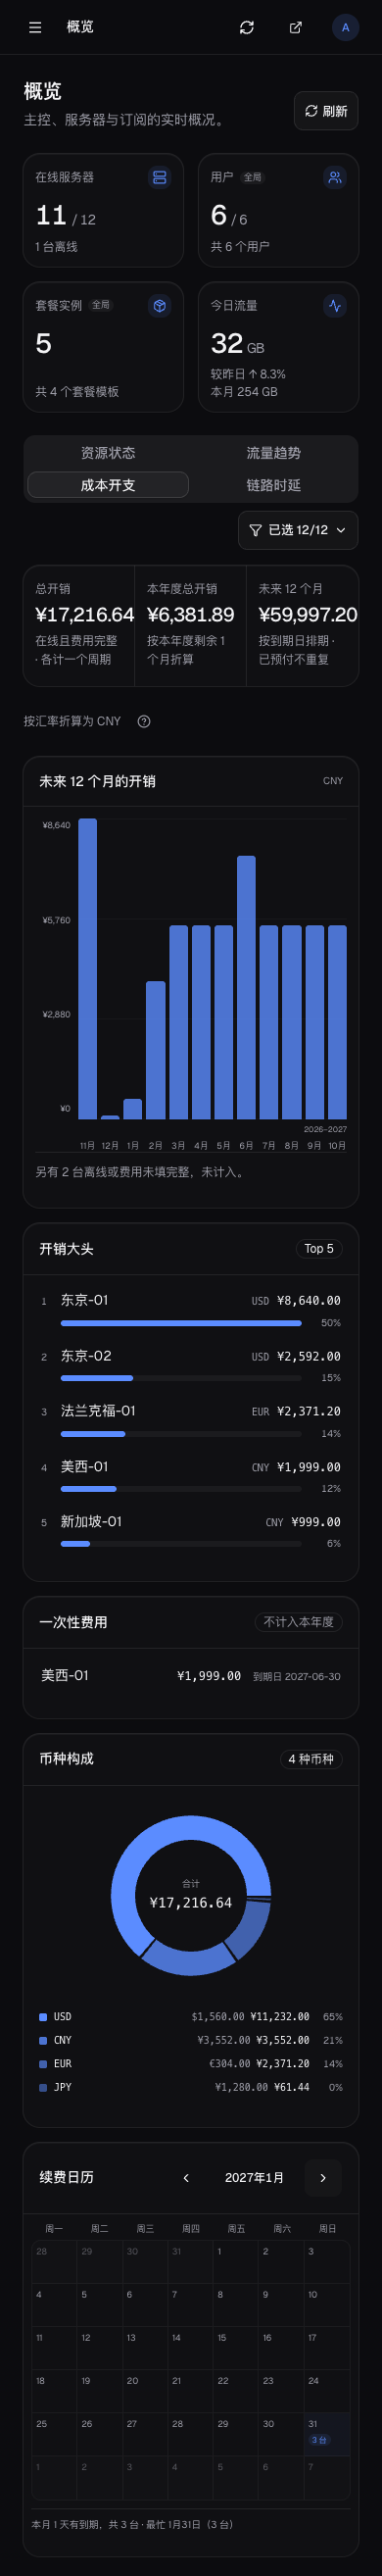 概览
A
概览
主控、服务器与订阅的实时概况。
刷新
在线服务器
11 / 12
1 台离线
用户 全局
6 / 6
共 6 个用户
套餐实例 全局
5
共 4 个套餐模板
今日流量
32 GB
较昨日 ↑ 8.3%
本月 254 GB
资源状态
流量趋势
成本开支
链路时延
已选 12/12
总开销
¥17,216.64
在线且费用完整
· 各计一个周期
本年度总开销
¥6,381.89
按本年度剩余 1
个月折算
未来 12 个月
¥59,997.20
按到期日排期 ·
已预付不重复
按汇率折算为 CNY
未来 12 个月的开销 CNY
¥8,640
¥5,760
¥2,880
¥0
2026–2027
11月 12月 1月 2月 3月 4月 5月 6月 7月 8月 9月 10月
另有 2 台离线或费用未填完整，未计入。
开销大头 Top 5
1 东京-01 USD ¥8,640.00
50%
2 东京-02 USD ¥2,592.00
15%
3 法兰克福-01 EUR ¥2,371.20
14%
4 美西-01 CNY ¥1,999.00
12%
5 新加坡-01 CNY ¥999.00
6%
一次性费用 不计入本年度
美西-01 ¥1,999.00 到期日 2027-06-30
币种构成 4 种币种
合计
¥17,216.64
USD $1,560.00 ¥11,232.00 65%
CNY ¥3,552.00 ¥3,552.00 21%
EUR €304.00 ¥2,371.20 14%
JPY ¥1,280.00 ¥61.44 0%
续费日历 2027年1月
周一 周二 周三 周四 周五 周六 周日
28 29 30 31 1 2 3
4 5 6 7 8 9 10
11 12 13 14 15 16 17
18 19 20 21 22 23 24
25 26 27 28 29 30 31
3 台
1 2 3 4 5 6 7
本月 1 天有到期，共 3 台 · 最忙 1月31日（3 台）